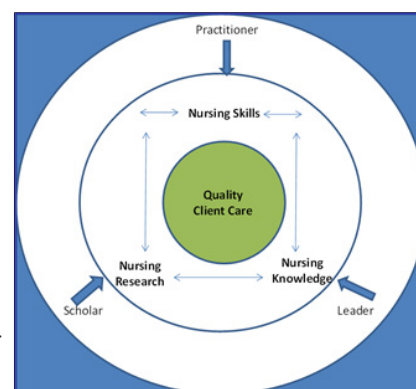 Practitioner
Nursing Skills
Quality
Client Care
Nursing
Research
Nursing
Knowledge
Scholar
Leader